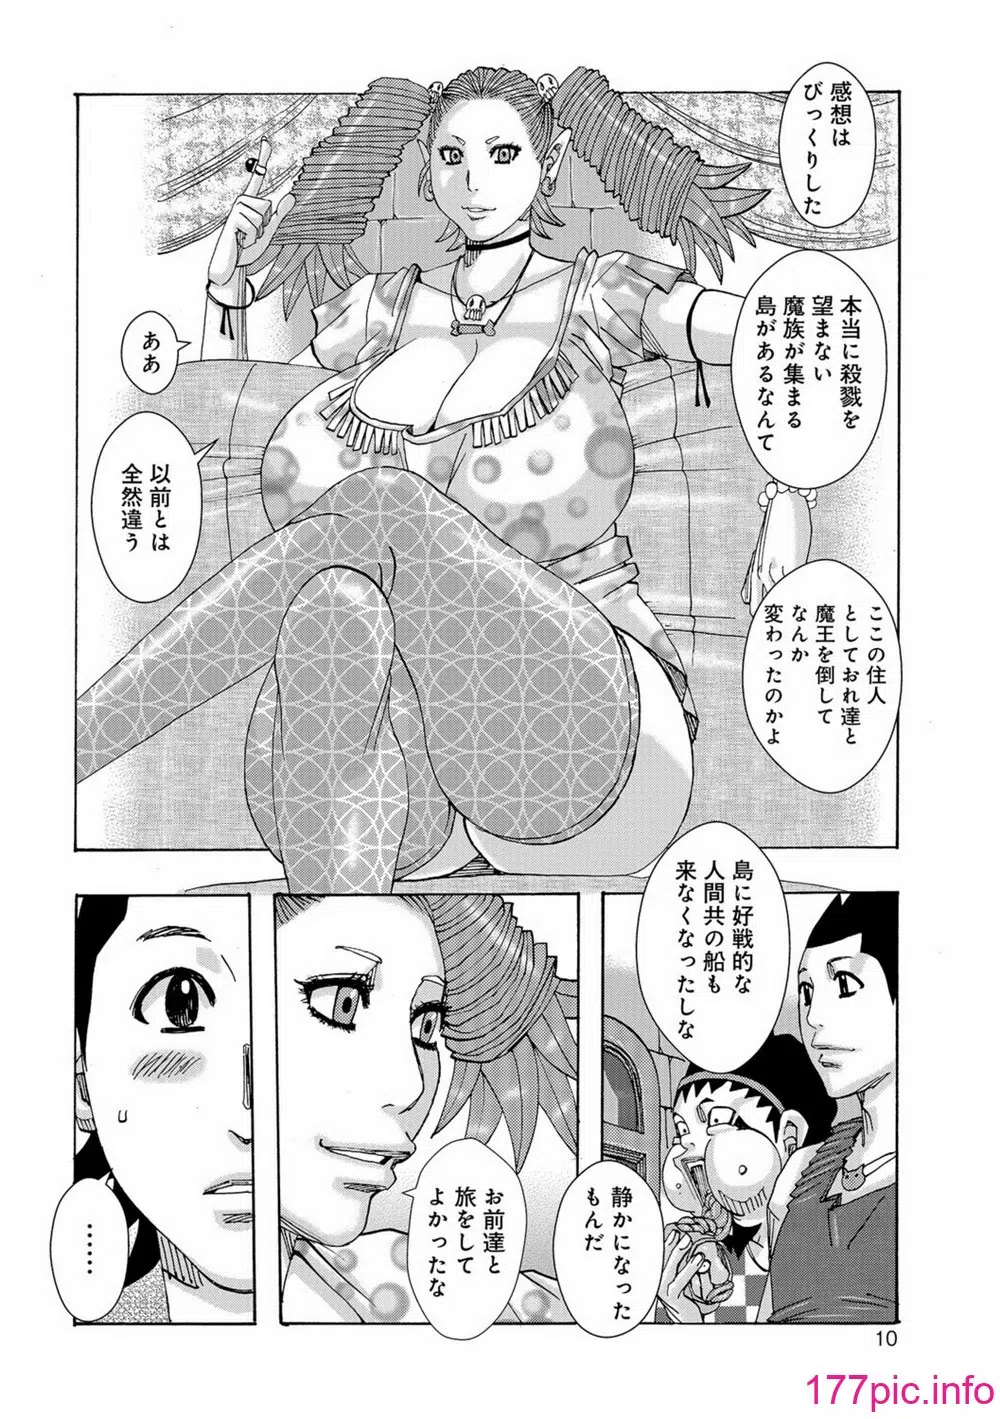 感想は
びっくりした
本当に殺戮を
望まない
魔族が集まる
島があるなんて
ああ
以前とは
全然違う
ここの住人
としておれ達と
魔王を倒して
なんか
変わったのかよ
島に好戦的な
人間共の船も
来なくなったしな
静かになった
もんだ
お前達と
旅をして
よかったな
……
10
177pic.info